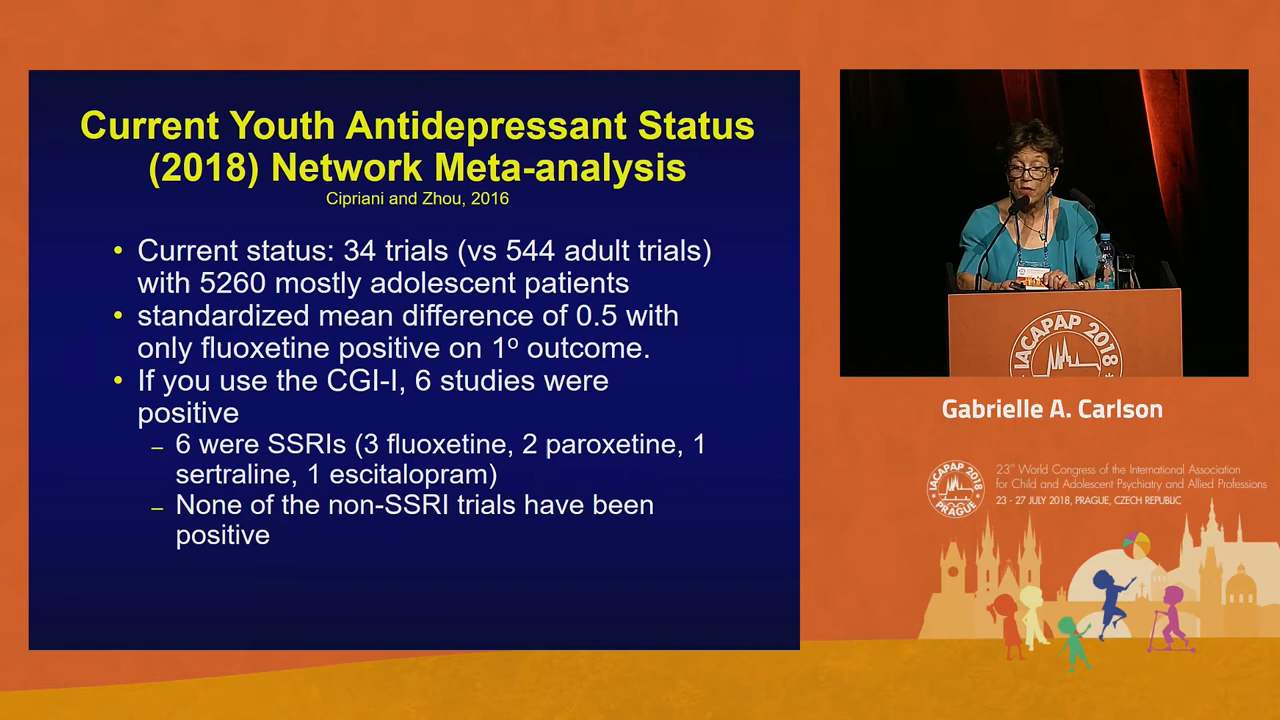 Current Youth Antidepressant Status
(2018) Network Meta-analysis
Cipriani and Zhou, 2016
• Current status: 34 trials (vs 544 adult trials)
with 5260 mostly adolescent patients
• standardized mean difference of 0.5 with
only fluoxetine positive on 1º outcome.
• If you use the CGI-I, 6 studies were
positive
– 6 were SSRIs (3 fluoxetine, 2 paroxetine, 1
sertraline, 1 escitalopram)
– None of the non-SSRI trials have been
positive
IACAPAP 2018
Gabrielle A. Carlson
IACAPAP 2018
PRAGUE
23rd World Congress of the International Association
for Child and Adolescent Psychiatry and Allied Professions
23 - 27 JULY 2018, PRAGUE, CZECH REPUBLIC